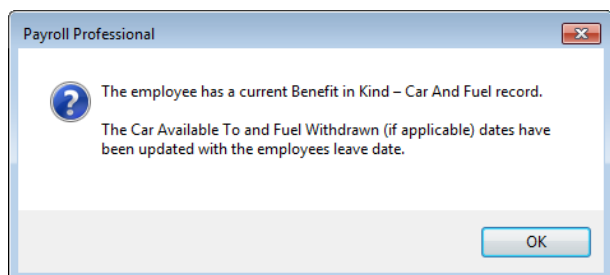 Payroll Professional
The employee has a current Benefit in Kind – Car And Fuel record.
The Car Available To and Fuel Withdrawn (if applicable) dates have
been updated with the employees leave date.
OK